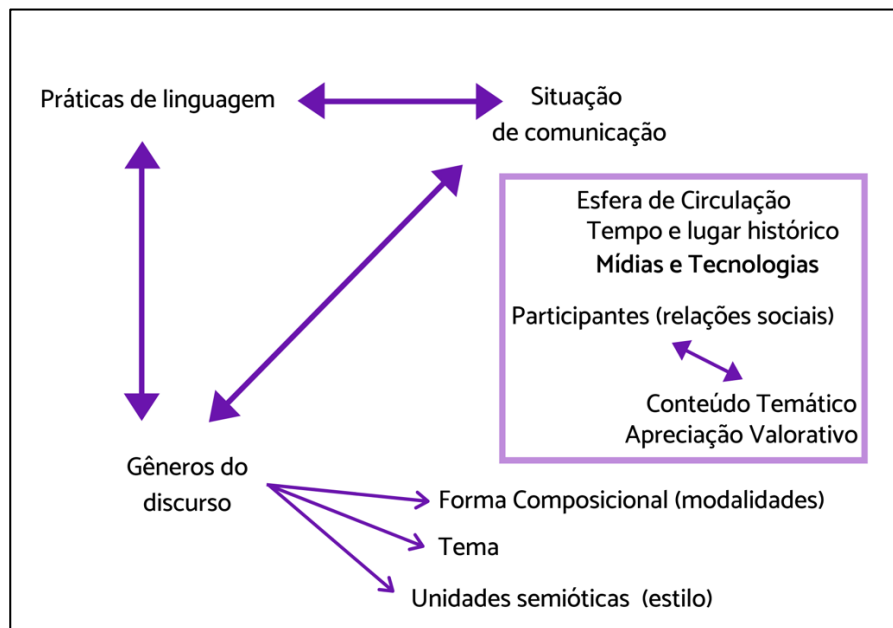 Práticas de linguagem
Situação
de comunicação
Esfera de Circulação
Tempo e lugar histórico
Mídias e Tecnologias
Participantes (relações sociais)
Conteúdo Temático
Apreciação Valorativo
Gêneros do
discurso
Forma Composicional (modalidades)
Tema
Unidades semióticas (estilo)